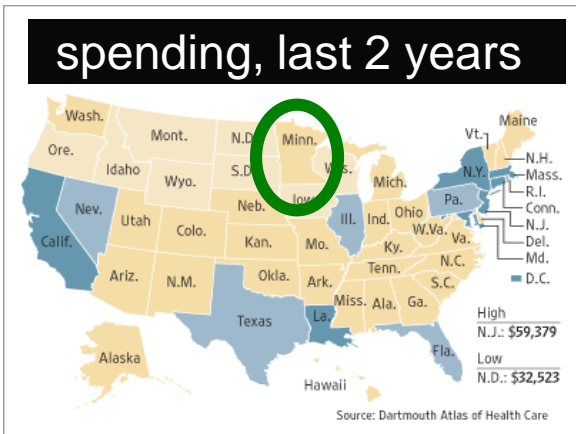 spending, last 2 years
Wash.
Maine
Vt.
Mont.
N.D.
Minn.
Ore.
N.H.
Idaho
S.D.
Wis.
N.Y.
Mass.
Wyo.
Mich.
R.I.
Conn.
Iowa
Pa.
Nev.
Neb.
Ill.
Ind.
Ohio
N.J.
Utah
Colo.
W.Va.
Del.
Calif.
Kan.
Mo.
Ky.
Va.
Md.
N.C.
Tenn.
D.C.
Ariz.
N.M.
Okla.
Ark.
S.C.
Miss.
Ala.
Ga.
High
Texas
La.
N.J.: $59,379
Alaska
Fla.
Low
Hawaii
N.D.: $32,523
Source: Dartmouth Atlas of Health Care